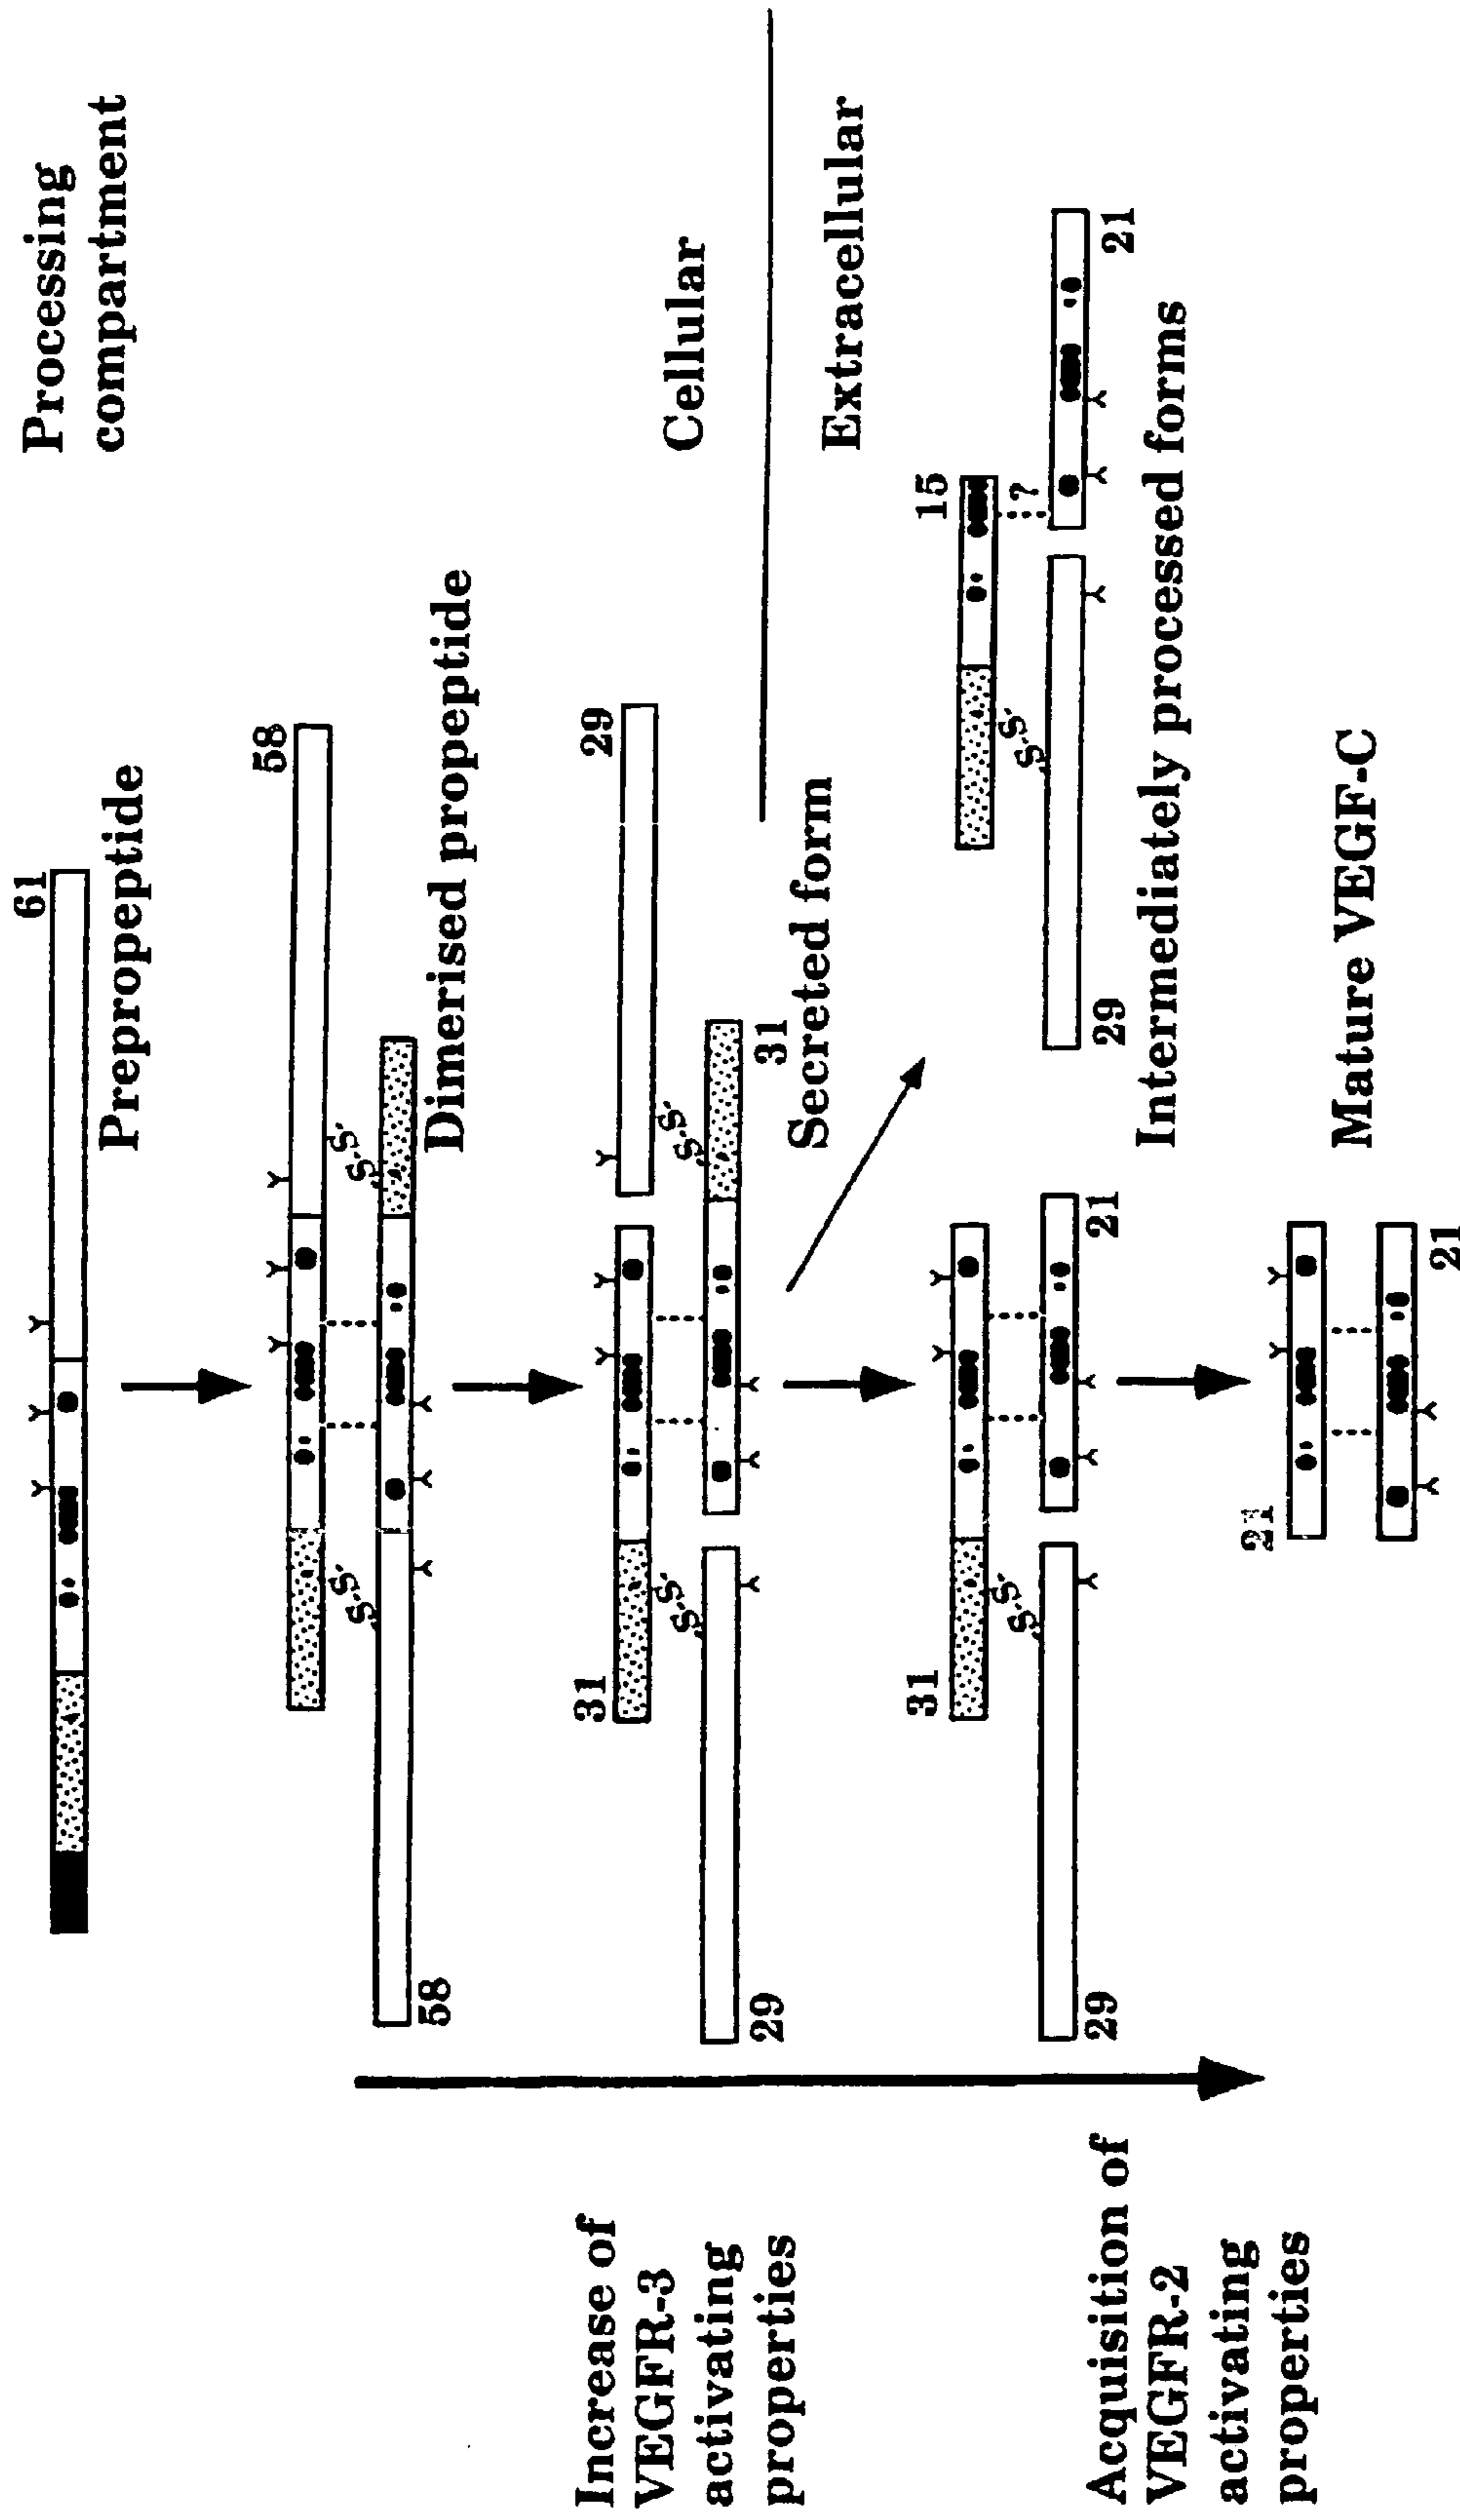 61
Processing
compartment
Prepropeptide
58
S-S
S-S
58
Dimerised propeptide
Increase of
VEGFR-3
activating
properties
31
29
S-S
S-S
Cellular
29
31
Secreted form
Extracellular
31
15
S-S
S-S
?
29
21
29
21
Intermediately processed forms
Acquisition of
VEGFR-2
activating
properties
21
Mature VEGF-C
21